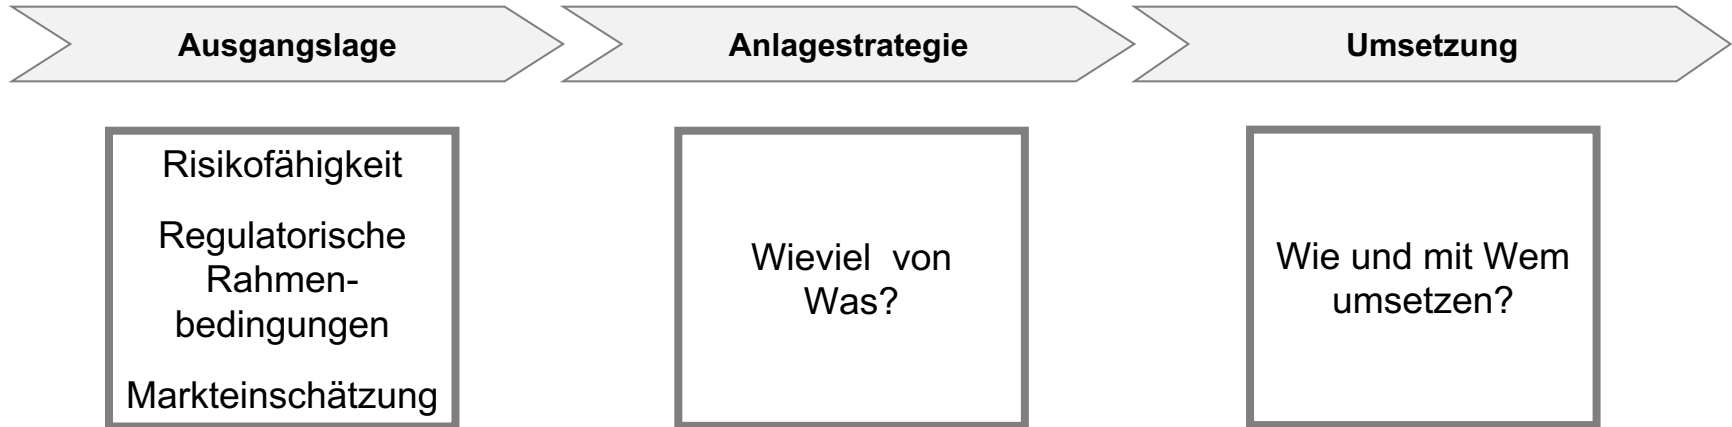 Ausgangslage
Anlagestrategie
Umsetzung
Risikofähigkeit
Regulatorische
Rahmen-
bedingungen
Markteinschätzung
Wieviel  von
Was?
Wie und mit Wem
umsetzen?